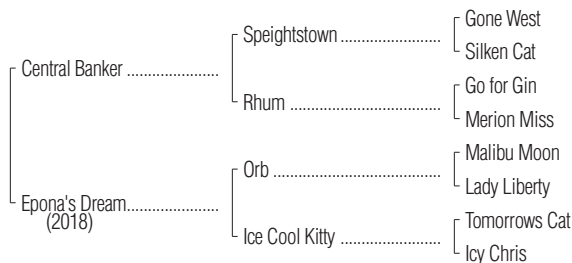 Gone West
Speightstown
Silken Cat
Central Banker
Go for Gin
Rhum
Merion Miss
Malibu Moon
Orb
Lady Liberty
Epona's Dream
(2018)
Tomorrows Cat
Ice Cool Kitty
Icy Chris